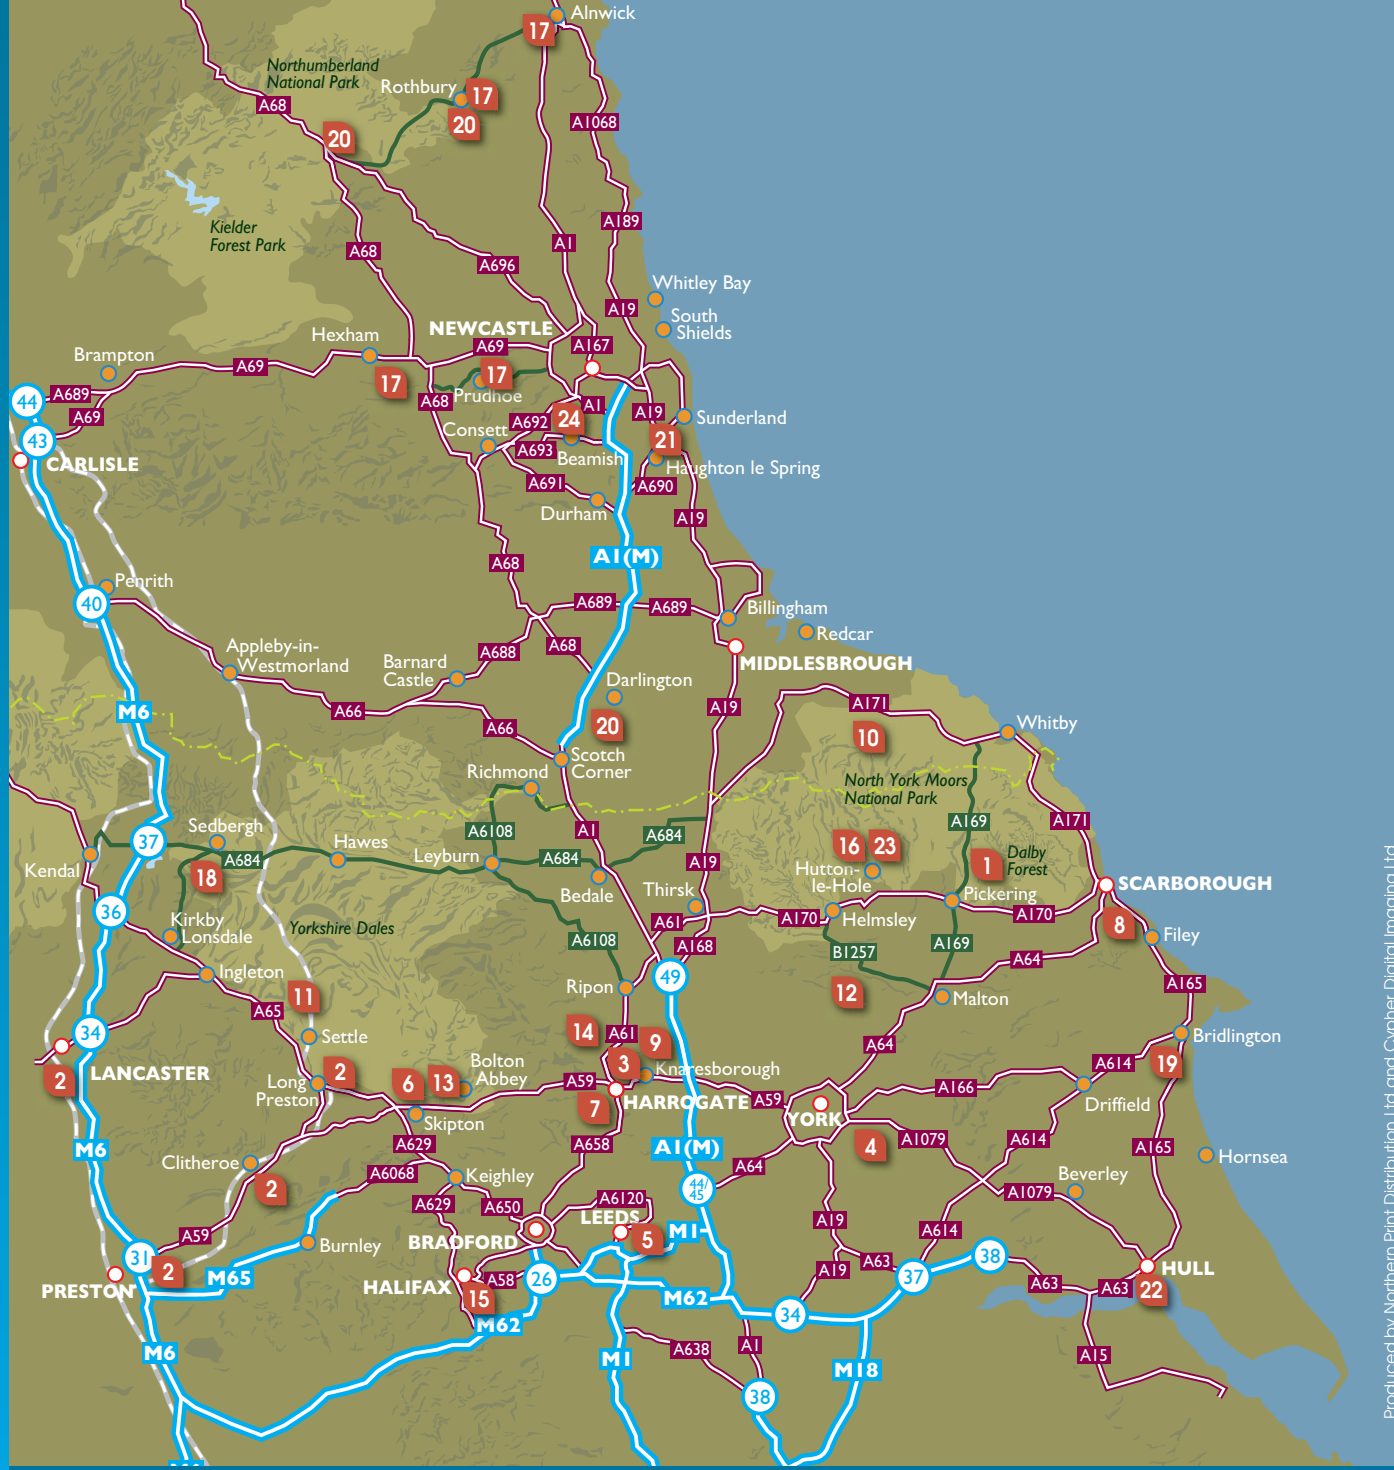 Alnwick
17
Northumberland
National Park
Rothbury
17
A68
20
A1068
20
Kielder
Forest Park
A189
A68
A1
A696
Whitley Bay
A19
South
Shields
NEWCASTLE
Hexham
A69
A167
Brampton
A69
17
17
Prudhoe
A689
44
A68
A1
A69
A19
Sunderland
24
A692
Consett
21
43
A693
Beamish
CARLISLE
Haughton le Spring
A691
A690
Durham
A19
A1(M)
A68
Penrith
40
A689
A689
Billingham
Redcar
Appleby-in-
Westmorland
A688
A68
Barnard
Castle
MIDDLESBROUGH
Darlington
A171
M6
A66
A19
A66
20
Whitby
10
Scotch
Corner
Richmond
North York Moors
National Park
A171
A169
Sedbergh
A6108
A1
A684
37
Hawes
16
23
Leyburn
A684
A684
A19
1
Dalby
Forest
Kendal
18
Hutton-
le-Hole
SCARBOROUGH
Bedale
Thirsk
Pickering
36
Kirkby
Lonsdale
A170
Helmsley
A170
8
Yorkshire Dales
A61
Filey
A6108
A168
B1257
A169
A64
Ingleton
49
A165
Ripon
11
12
Malton
A65
34
Settle
14
A61
9
A64
Bridlington
LANCASTER
2
3
Bolton
Abbey
Knaresborough
A614
19
2
Long
Preston
6
13
A59
A166
HARROGATE
A59
Driffield
7
YORK
Skipton
A629
A658
4
A1079
A614
A165
M6
A1(M)
Hornsea
Clitheroe
A64
A6068
Keighley
Beverley
2
44/
45
A1079
A629
A650
A6120
LEEDS
A19
A59
M1
A614
BRADFORD
5
Burnley
38
31
2
A63
M65
HALIFAX
A58
26
A19
37
HULL
PRESTON
A63
A63
22
15
M62
34
M62
M6
A638
A1
M1
M18
A15
38
Produced by Northern Print Distribution Ltd and Cypher Digital Imaging Ltd